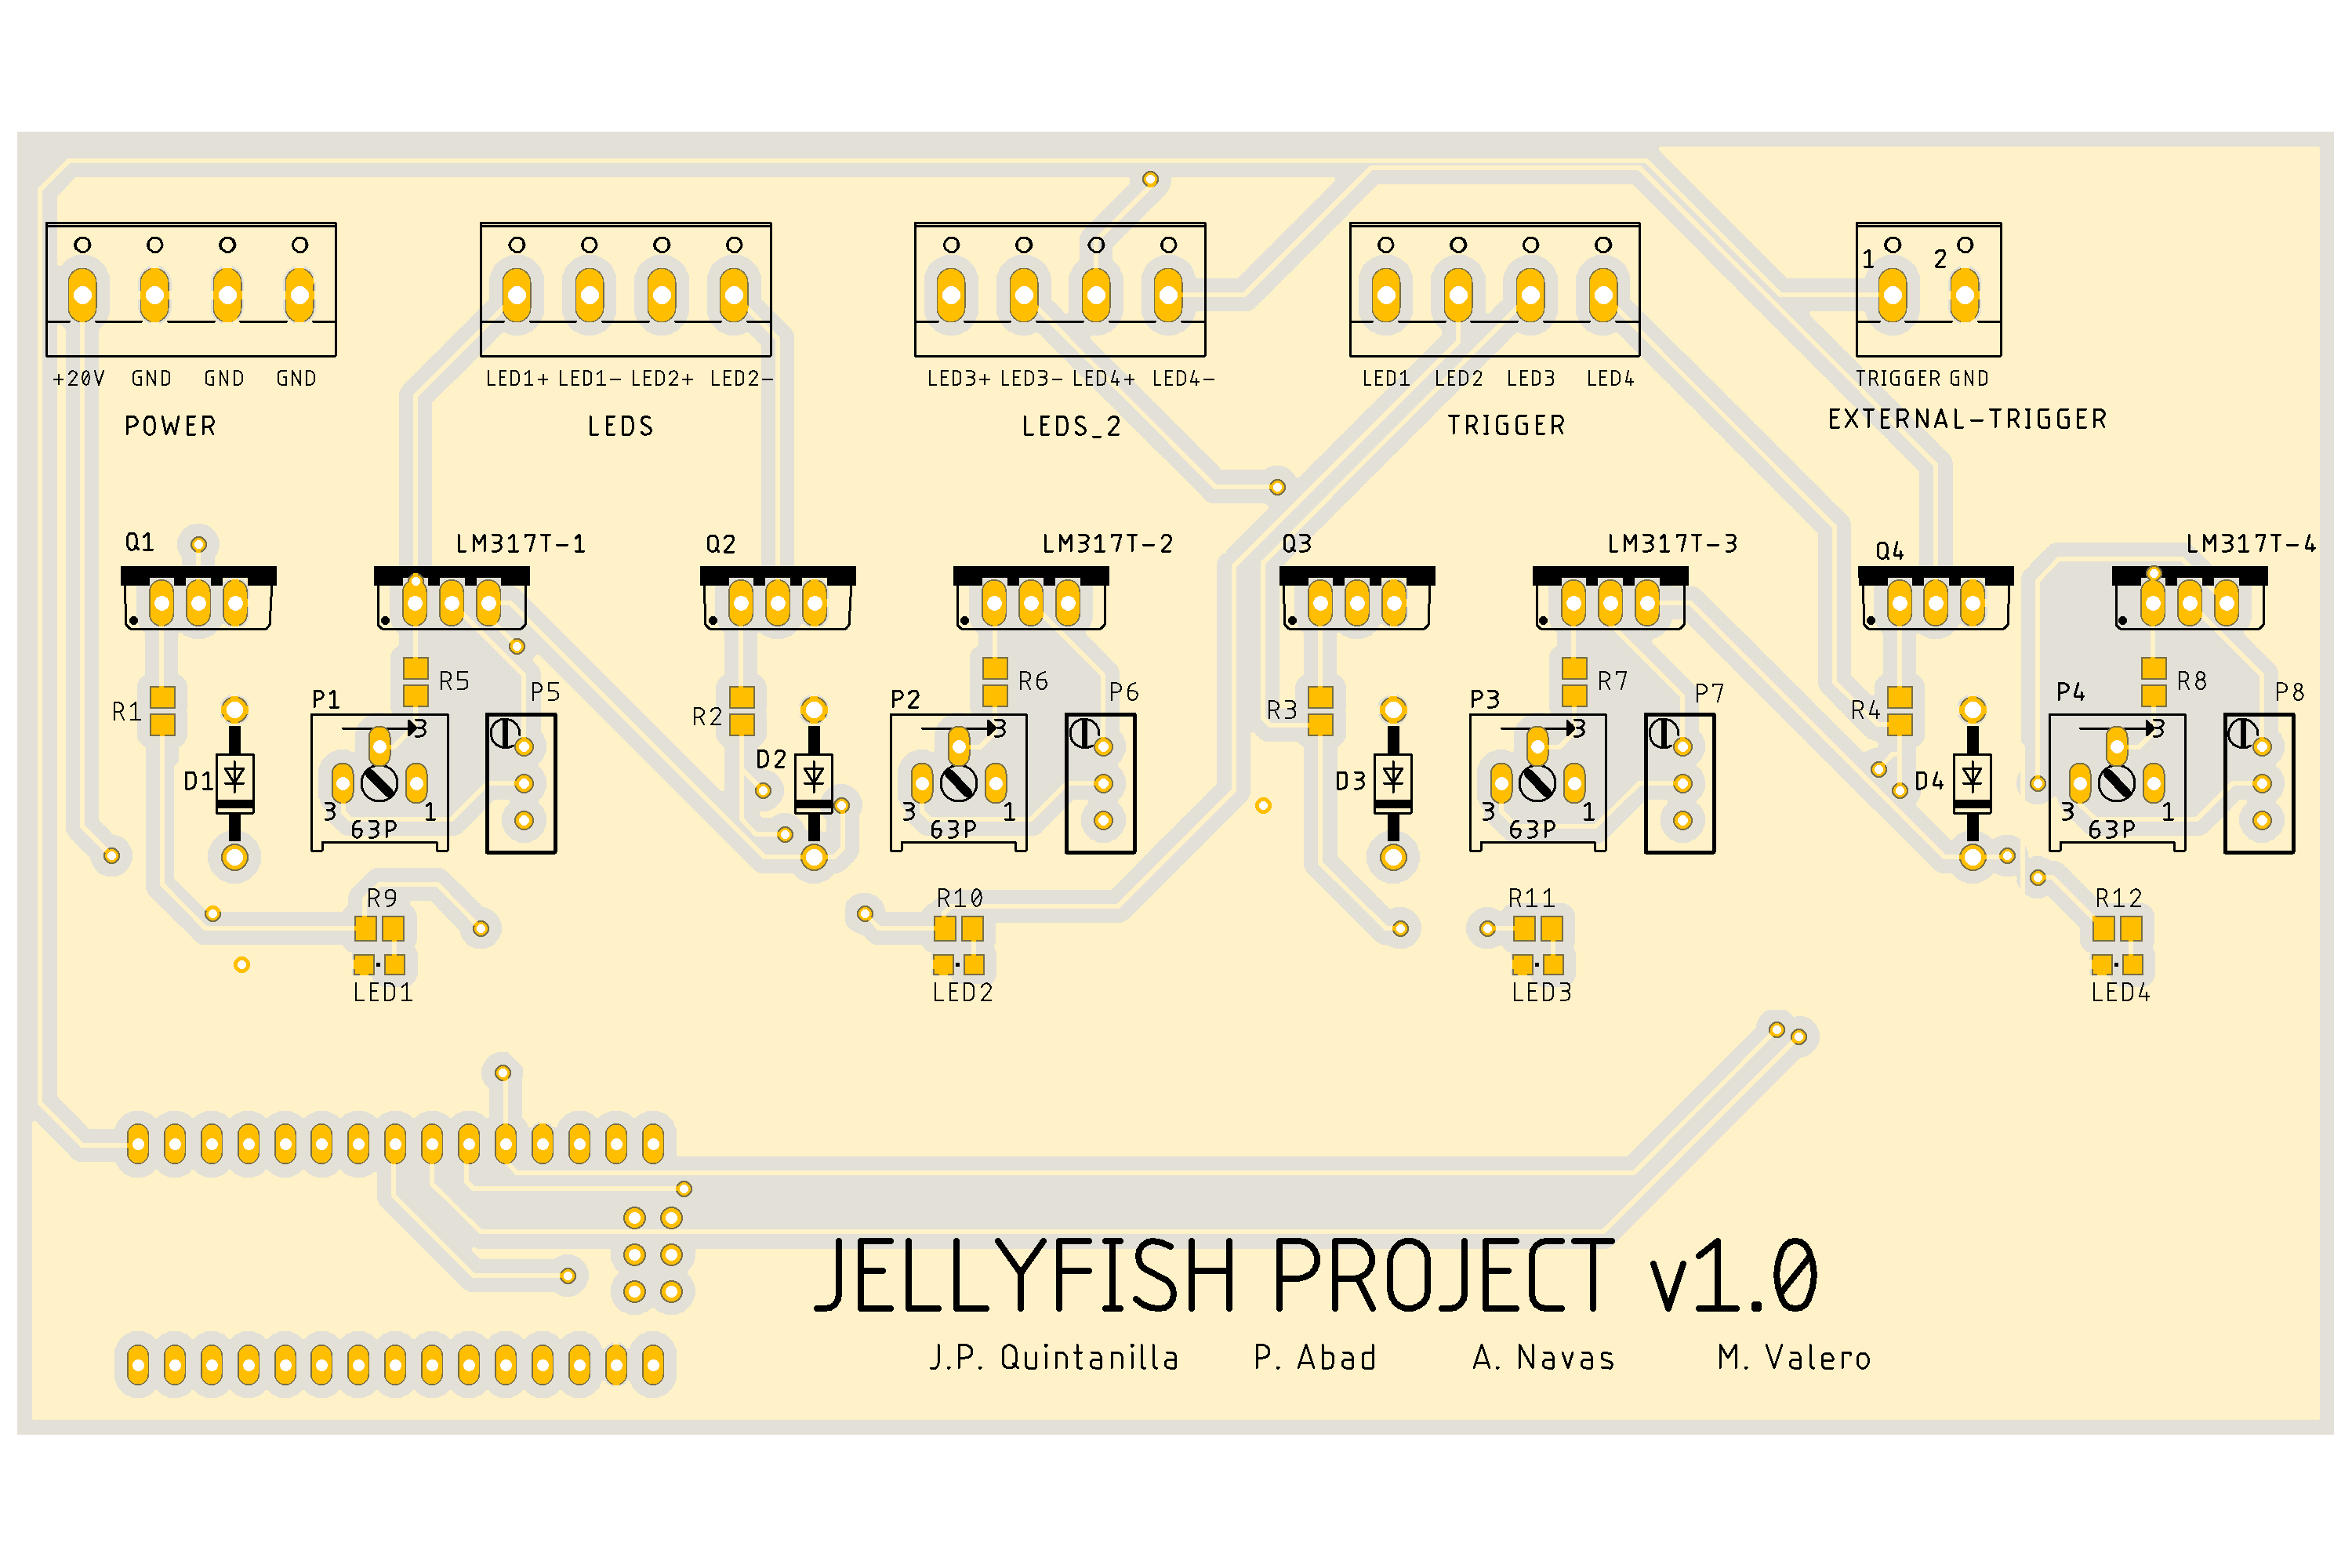 1 2
+20V GND GND GND LED1+ LED1- LED2+ LED2- LED3+ LED3- LED4+ LED4- LED1 LED2 LED3 LED4 TRIGGER GND
POWER LEDS LEDS_2 TRIGGER EXTERNAL-TRIGGER
Q1 LM317T-1 Q2 LM317T-2 Q3 LM317T-3 Q4 LM317T-4
R5 R6 R7 R8
R1 P1 P5 R2 P2 P6 R3 P3 P7 R4 P4 P8
3 3 3 3
D1 D2 D3 D4
3 1 3 1 3 1 3 1
63P 63P 63P 63P
R9 R10 R11 R12
LED1 LED2 LED3 LED4
JELLYFISH PROJECT v1.0
J.P. Quintanilla P. Abad A. Navas M. Valero